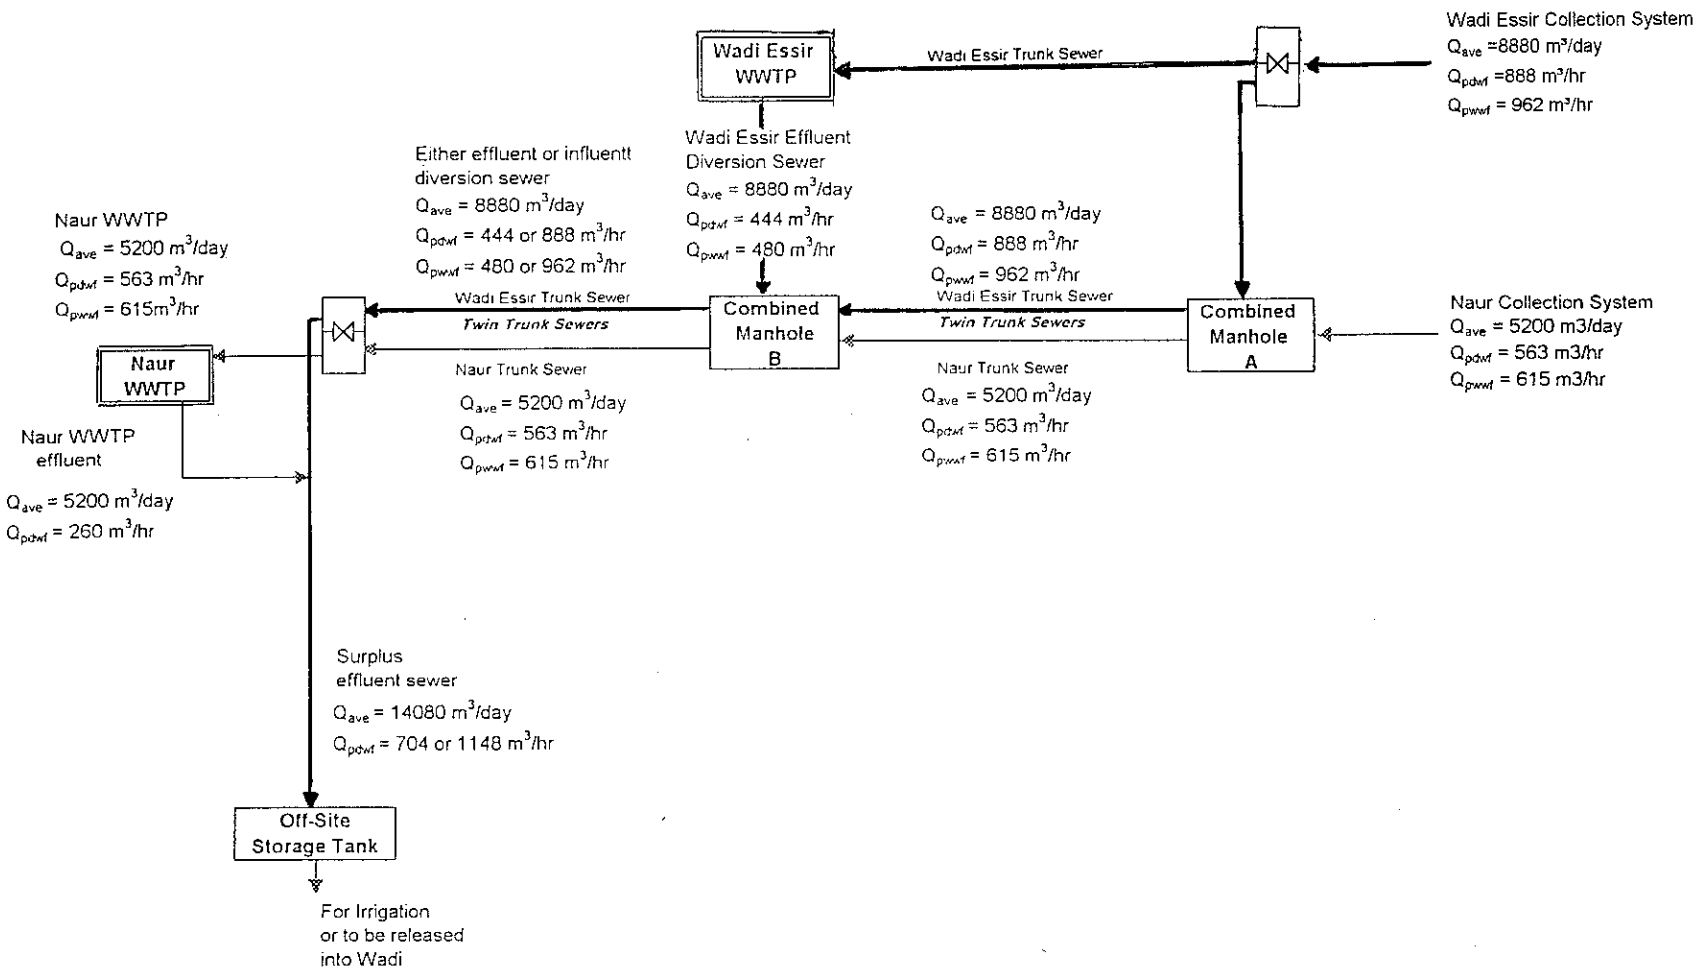 Wadi Essir Collection System
Qave =8880 m³/day
Qpdwf =888 m³/hr
Qpwwf = 962 m³/hr
Wadi Essir
WWTP
Wadi Essir Trunk Sewer
Wadi Essir Effluent
Diversion Sewer
Qave = 8880 m³/day
Qpdwf = 444 m³/hr
Qpwwf = 480 m³/hr
Either effluent or influentt
diversion sewer
Qave = 8880 m³/day
Qpdwf = 444 or 888 m³/hr
Qpwwf = 480 or 962 m³/hr
Qave = 8880 m³/day
Qpdwf = 888 m³/hr
Qpwwf = 962 m³/hr
Naur WWTP
Qave = 5200 m³/day
Qpdwf = 563 m³/hr
Qpwwf = 615m³/hr
Wadi Essir Trunk Sewer
Twin Trunk Sewers
Naur Trunk Sewer
Qave = 5200 m³/day
Qpdwf = 563 m³/hr
Qpwwf = 615 m³/hr
Combined
Manhole
B
Wadi Essir Trunk Sewer
Twin Trunk Sewers
Naur Trunk Sewer
Qave = 5200 m³/day
Qpdwf = 563 m³/hr
Qpwwf = 615 m³/hr
Combined
Manhole
A
Naur Collection System
Qave = 5200 m3/day
Qpdwf = 563 m3/hr
Qpwwf = 615 m3/hr
Naur
WWTP
Naur WWTP
effluent
Qave = 5200 m³/day
Qpdwf = 260 m³/hr
Surplus
effluent sewer
Qave = 14080 m³/day
Qpdwf = 704 or 1148 m³/hr
Off-Site
Storage Tank
For Irrigation
or to be released
into Wadi